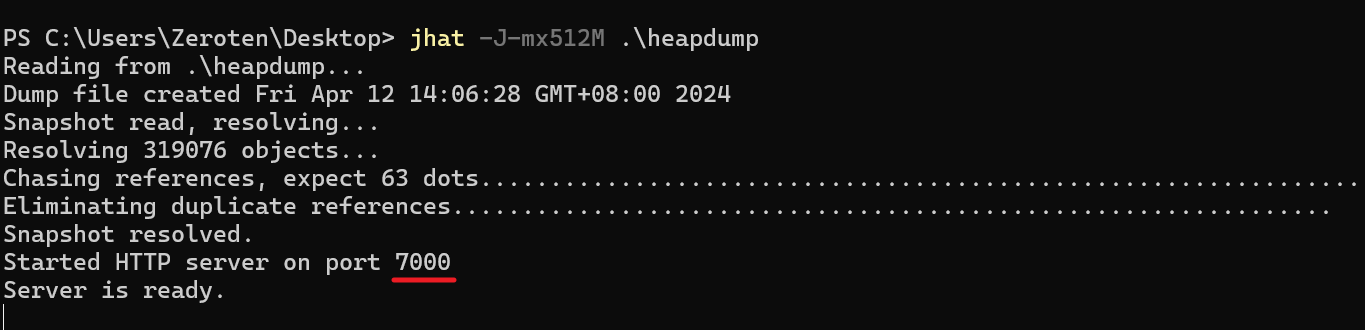 PS C:\Users\Zeroten\Desktop> jhat -J-mx512M .\heapdump
Reading from .\heapdump...
Dump file created Fri Apr 12 14:06:28 GMT+08:00 2024
Snapshot read, resolving...
Resolving 319076 objects...
Chasing references, expect 63 dots...............................................................
Eliminating duplicate references...............................................................
Snapshot resolved.
Started HTTP server on port 7000
Server is ready.